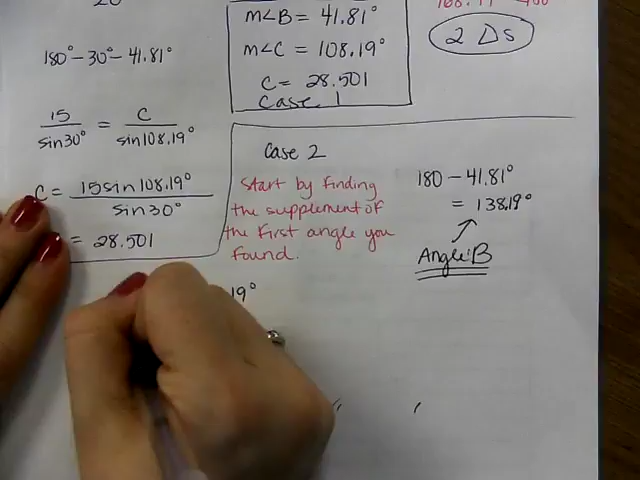 180° - 30° - 41.81°
15/sin30° = c/sin108.19°
c = 15sin108.19°/sin30°
= 28.501
m∠B = 41.81°
m∠C = 108.19°
c = 28.501
Case 1
2 Δs
Case 2
Start by finding
the supplement of
the first angle you
found.
180 - 41.81°
= 138.19°
Angle B
19°